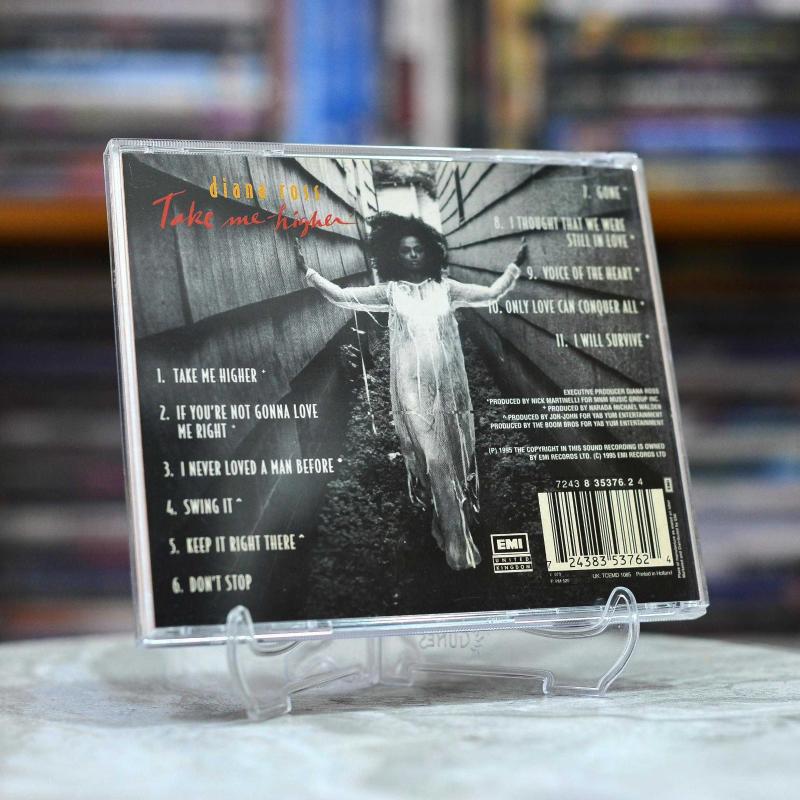 diana ross
Take me higher
1. TAKE ME HIGHER +
2. IF YOU'RE NOT GONNA LOVE
ME RIGHT *
3. I NEVER LOVED A MAN BEFORE *
4. SWING IT ^
5. KEEP IT RIGHT THERE ^
6. DON'T STOP
7. GONE *
8. I THOUGHT THAT WE WERE
STILL IN LOVE *
9. VOICE OF THE HEART *
10. ONLY LOVE CAN CONQUER ALL +
11. I WILL SURVIVE +
EXECUTIVE PRODUCER DIANA ROSS
*PRODUCED BY NICK MARTINELLI FOR MNM MUSIC GROUP INC
+ PRODUCED BY NARADA MICHAEL WALDEN
^ PRODUCED BY JON-JOHN FOR YAB YUM ENTERTAINMENT
PRODUCED BY THE BOOM BROS FOR YAB YUM ENTERTAINMENT
(P) 1995 THE COPYRIGHT IN THIS SOUND RECORDING IS OWNED
BY EMI RECORDS LTD. (C) 1995 EMI RECORDS LTD
7243 8 35376 2 4
7 24383 53762 4
EMI
UNITED
KINGDOM
UK: TCEMD 1085 Printed in Holland